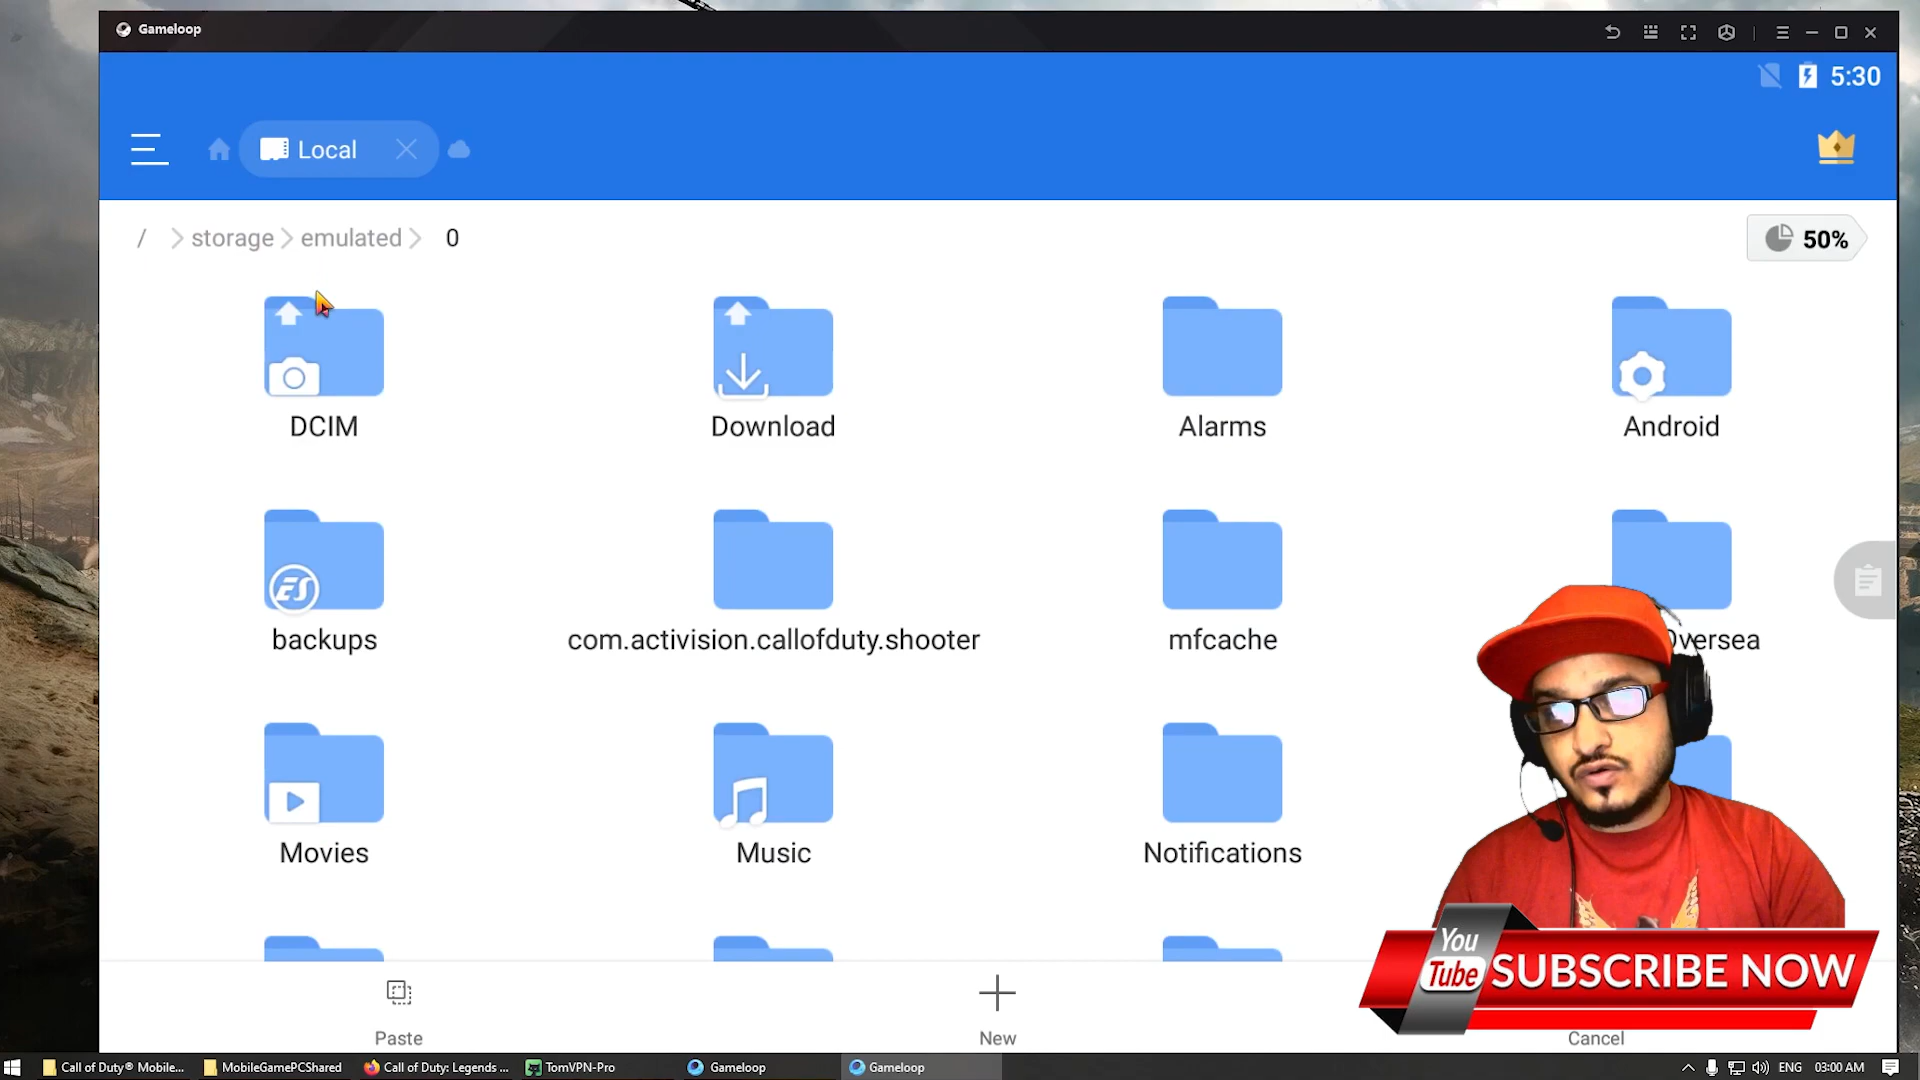 Gameloop
5:30
Local
/ storage emulated 0
50%
DCIM
Download
Alarms
Android
backups
com.activision.callofduty.shooter
mfcache
Oversea
Movies
Music
Notifications
Paste
New
Cancel
You
Tube
SUBSCRIBE NOW
Call of Duty® Mobile...
MobileGamePCShared
Call of Duty: Legends ...
TomVPN-Pro
Gameloop
Gameloop
ENG
03:00 AM